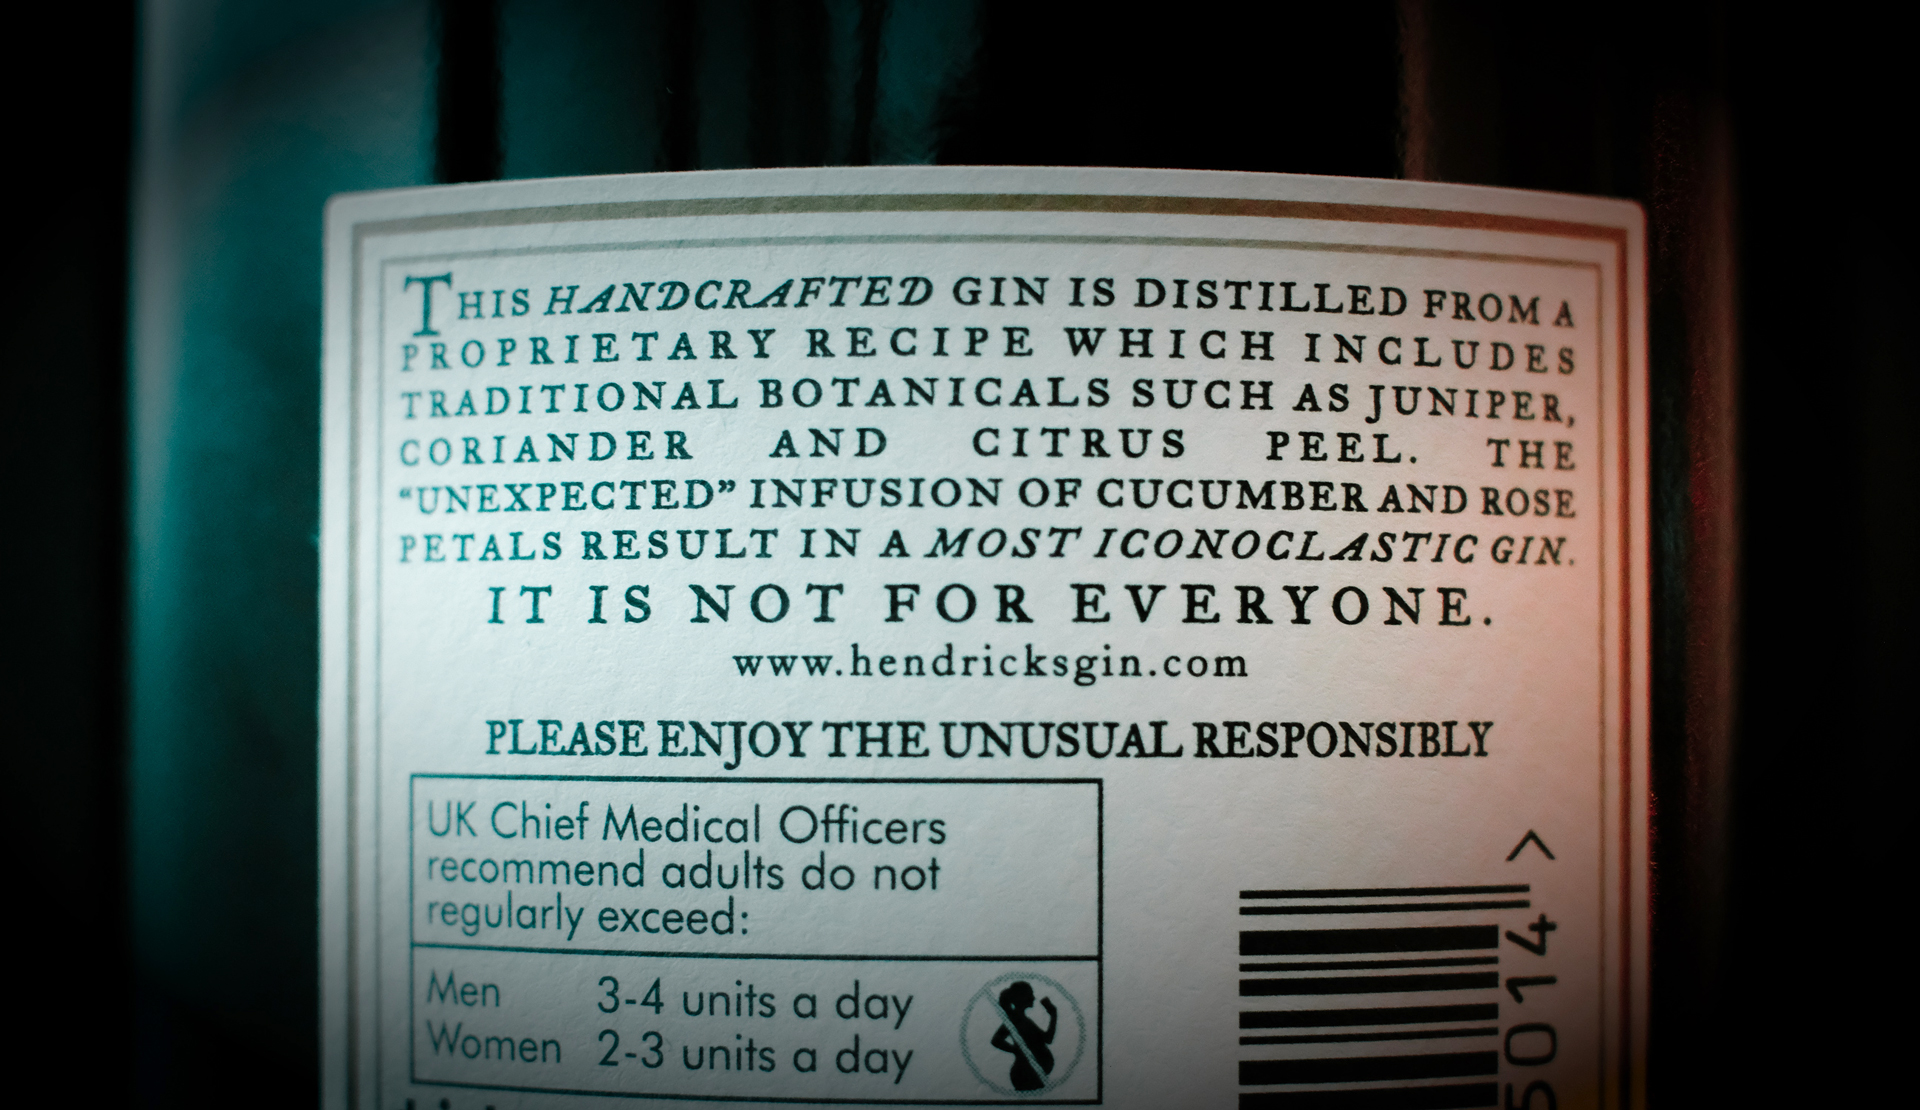 THIS HANDCRAFTED GIN IS DISTILLED FROM A
PROPRIETARY RECIPE WHICH INCLUDES
TRADITIONAL BOTANICALS SUCH AS JUNIPER,
CORIANDER AND CITRUS PEEL. THE
“UNEXPECTED” INFUSION OF CUCUMBER AND ROSE
PETALS RESULT IN A MOST ICONOCLASTIC GIN.
IT IS NOT FOR EVERYONE.
www.hendricksgin.com
PLEASE ENJOY THE UNUSUAL RESPONSIBLY
UK Chief Medical Officers
recommend adults do not
regularly exceed:
Men 3-4 units a day
Women 2-3 units a day
5014>